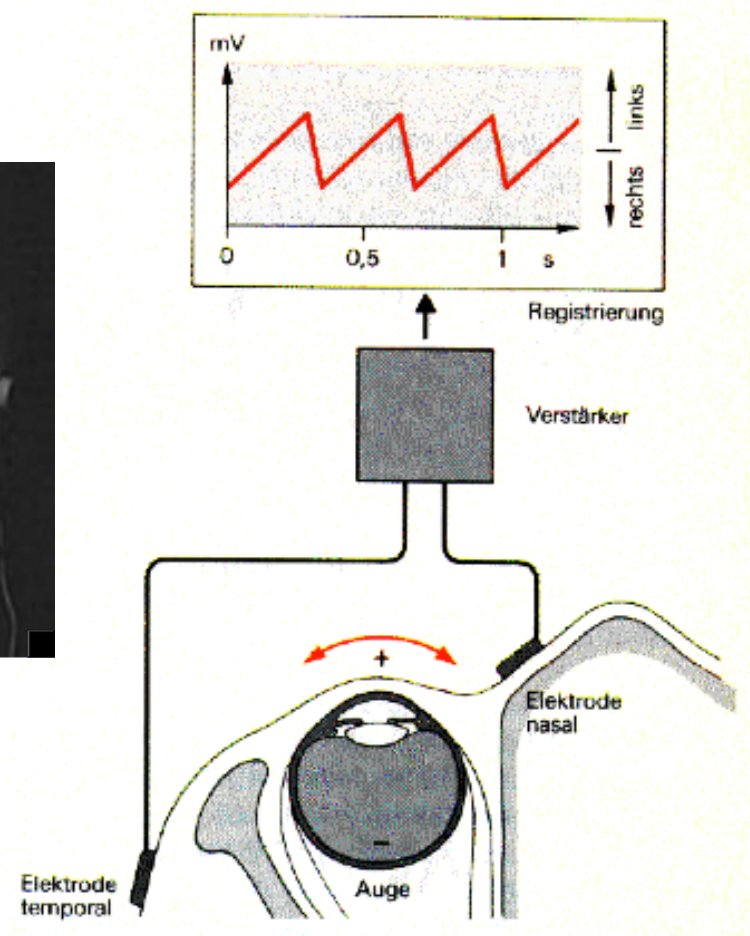 mV
links
rechts
0
0,5
1
s
Registrierung
Verstärker
+
Elektrode
nasal
−
Auge
Elektrode
temporal